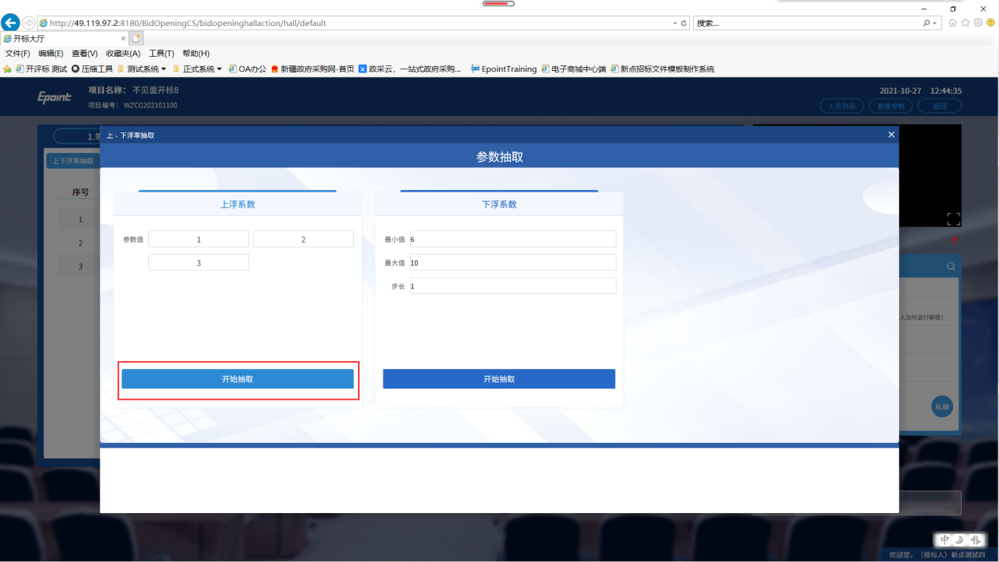 http://49.119.97.2:8180/BidOpeningCS/bidopeninghallaction/hall/default
搜索...
开标大厅
文件(F) 编辑(E) 查看(V) 收藏夹(A) 工具(T) 帮助(H)
开评标 测试 压缩工具 测试系统 正式系统 OA办公 新疆政府采购网-首页 政采云，一站式政府采购... EpointTraining 电子商城中心端 新点招标文件模板制作系统
Epoint
项目名称： 不见面开标8
项目编号： WZCG202101100
2021-10-27 12:44:35
人员列表 直播控制 返回
1.等
上、下浮率抽取
上下浮率抽取
参数抽取
序号
1
2
3
上浮系数
参数值 1 2
3
开始抽取
下浮系数
最小值 6
最大值 10
步长 1
开始抽取
人及时进行解密!
私聊
中
欢迎您，（投标人）新点测试四